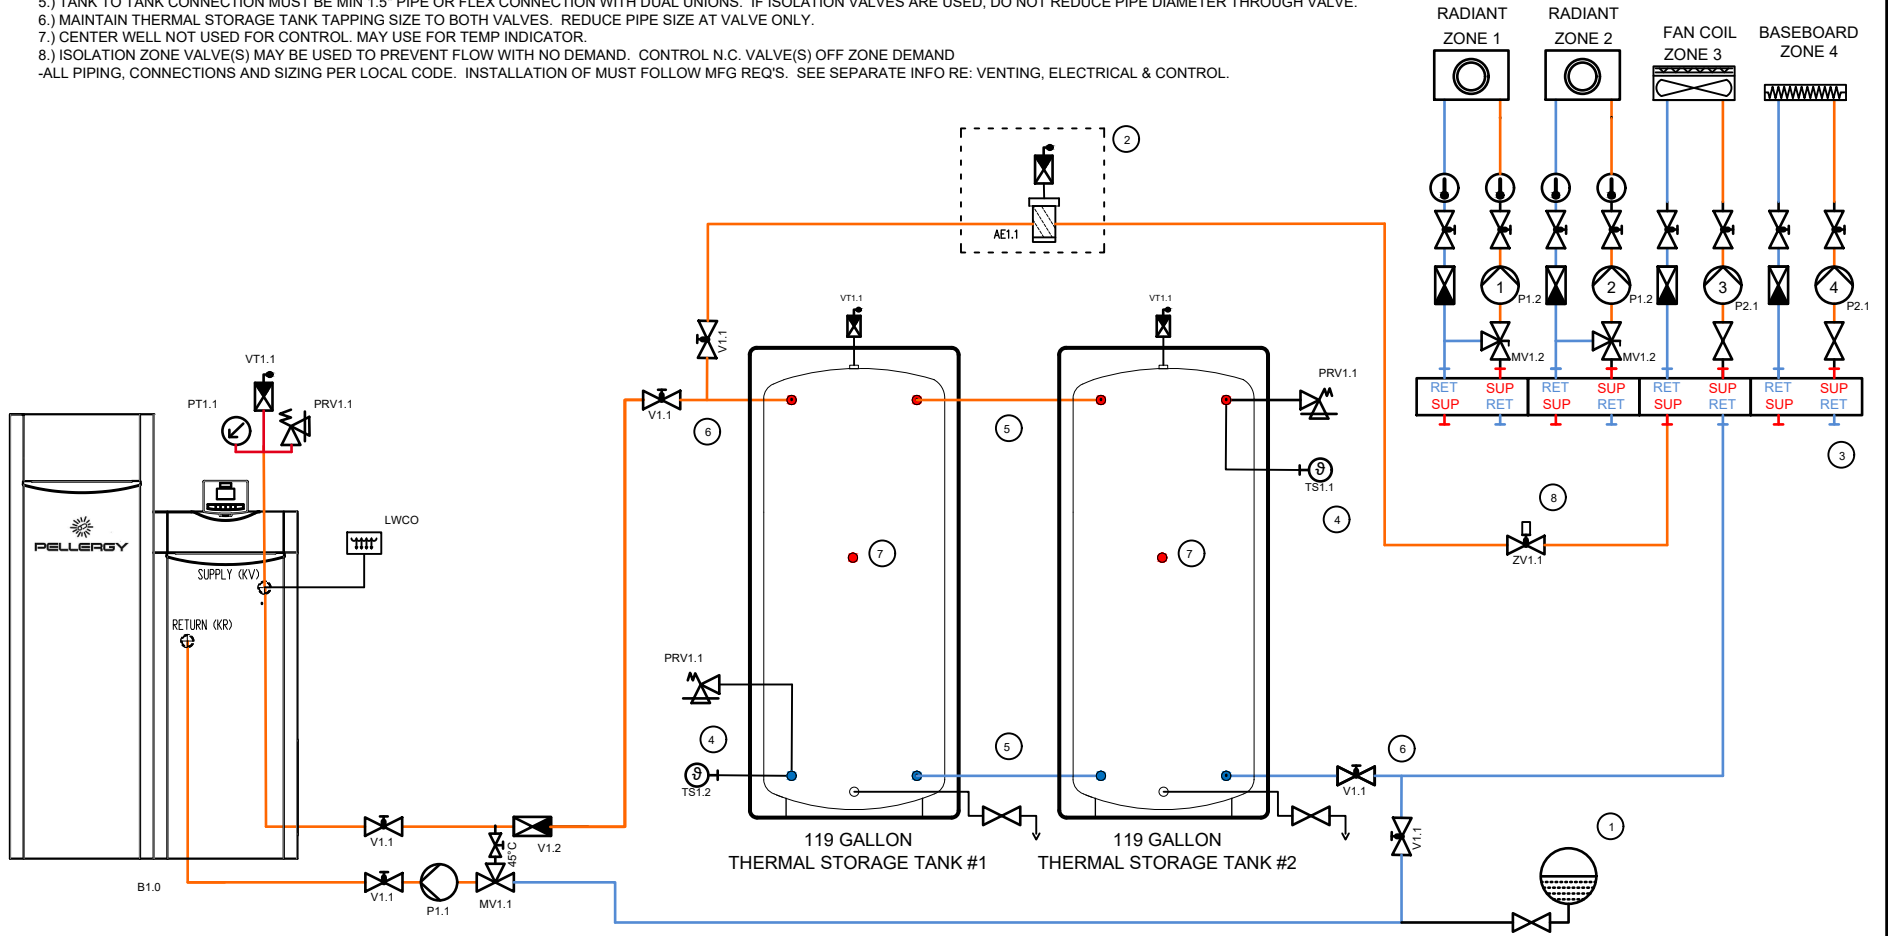 5.) TANK TO TANK CONNECTION MUST BE MIN 1.5" PIPE OR FLEX CONNECTION WITH DUAL UNIONS.  IF ISOLATION VALVES ARE USED, DO NOT REDUCE PIPE DIAMETER THROUGH VALVE.
6.) MAINTAIN THERMAL STORAGE TANK TAPPING SIZE TO BOTH VALVES.  REDUCE PIPE SIZE AT VALVE ONLY.
7.) CENTER WELL NOT USED FOR CONTROL. MAY USE FOR TEMP INDICATOR.
8.) ISOLATION ZONE VALVE(S) MAY BE USED TO PREVENT FLOW WITH NO DEMAND.  CONTROL N.C. VALVE(S) OFF ZONE DEMAND
-ALL PIPING, CONNECTIONS AND SIZING PER LOCAL CODE.  INSTALLATION OF MUST FOLLOW MFG REQ'S.  SEE SEPARATE INFO RE: VENTING, ELECTRICAL & CONTROL.
RADIANT
ZONE 1
RADIANT
ZONE 2
FAN COIL
ZONE 3
BASEBOARD
ZONE 4
2
AE1.1
1
P1.2
2
P1.2
3
P2.1
4
P2.1
MV1.2
MV1.2
RET SUP RET SUP RET SUP RET SUP
SUP RET SUP RET SUP RET SUP RET
3
VT1.1
VT1.1
V1.1
V1.1
6
5
PRV1.1
TS1.1
4
8
ZV1.1
VT1.1
PT1.1
PRV1.1
LWCO
PELLERGY
SUPPLY (KV)
RETURN (KR)
7
7
PRV1.1
4
TS1.2
5
6
V1.1
V1.1
V1.1
V1.2
45°C
V1.1
P1.1
MV1.1
B1.0
119 GALLON
THERMAL STORAGE TANK #1
119 GALLON
THERMAL STORAGE TANK #2
1
ϑ
ϑ